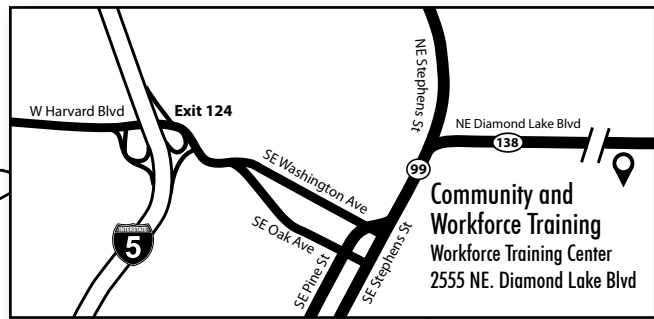 NE Stephens St
W Harvard Blvd
Exit 124
NE Diamond Lake Blvd
138
SE Washington Ave
99
Community and
Workforce Training
Workforce Training Center
2555 NE. Diamond Lake Blvd
SE Oak Ave
INTERSTATE
5
SE Pine St
SE Stephens St